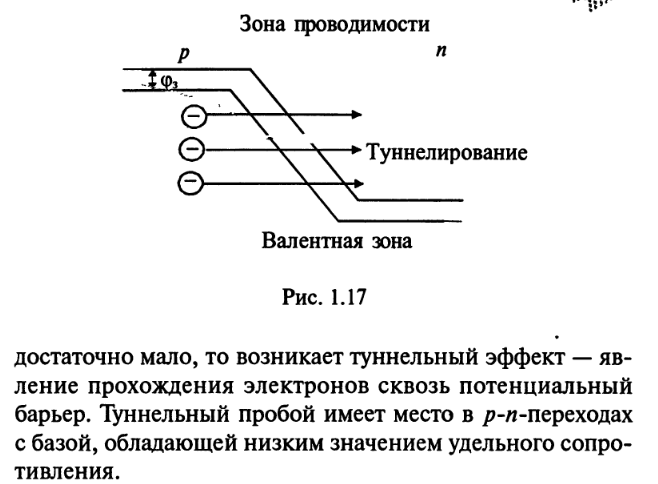 Зона проводимости
p
n
φз
Туннелирование
Валентная зона
Рис. 1.17
достаточно мало, то возникает туннельный эффект — яв-
ление прохождения электронов сквозь потенциальный
барьер. Туннельный пробой имеет место в p-n-переходах
с базой, обладающей низким значением удельного сопро-
тивления.